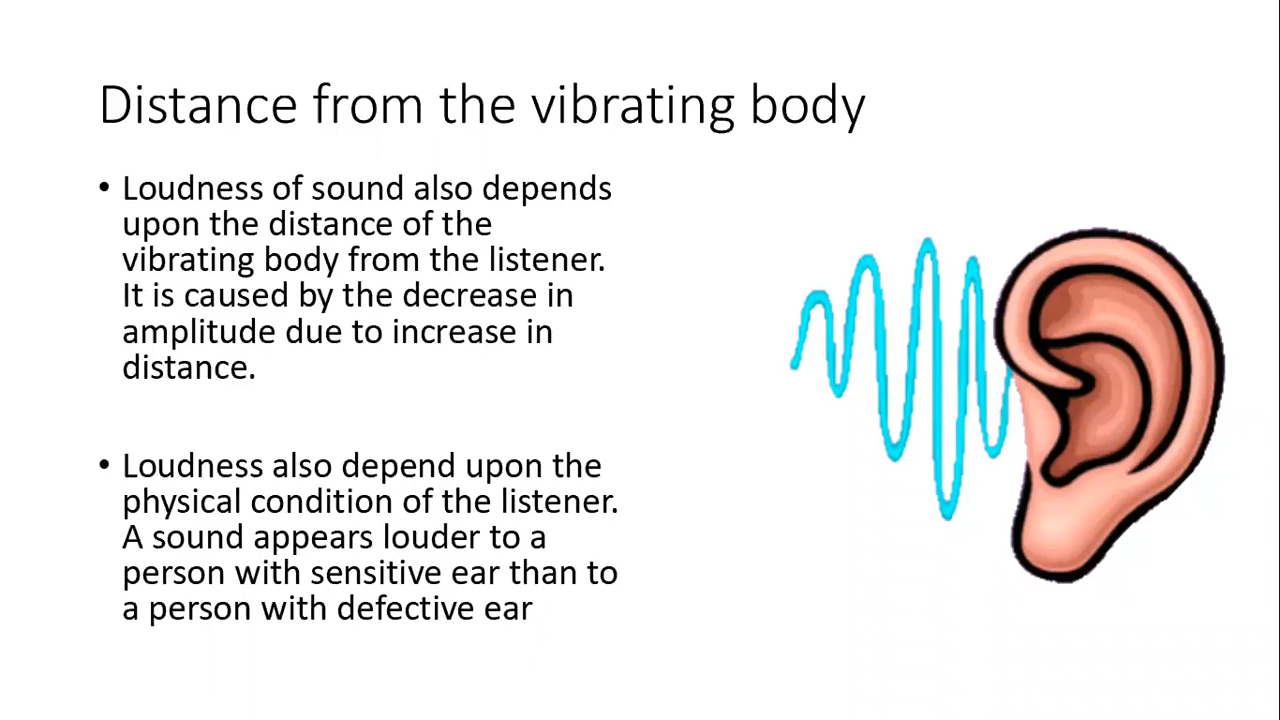 Distance from the vibrating body
• Loudness of sound also depends
upon the distance of the
vibrating body from the listener.
It is caused by the decrease in
amplitude due to increase in
distance.
• Loudness also depend upon the
physical condition of the listener.
A sound appears louder to a
person with sensitive ear than to
a person with defective ear